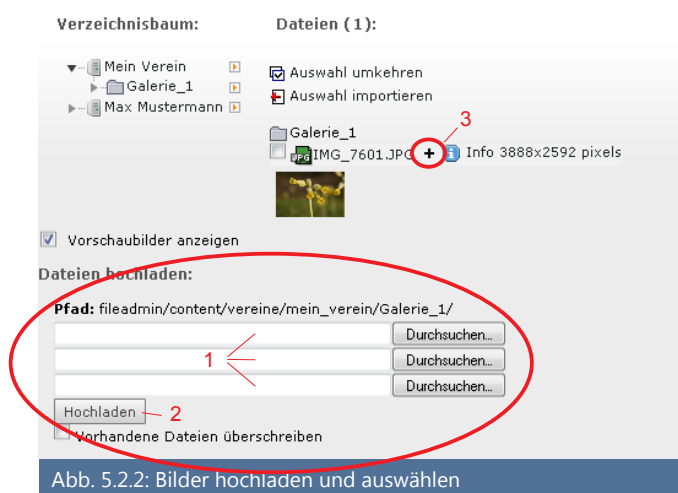 Verzeichnisbaum:
Dateien (1):
Mein Verein
Galerie_1
Max Mustermann
Auswahl umkehren
Auswahl importieren
3
Galerie_1
JPG IMG_7601.JPG + i Info 3888x2592 pixels
Vorschaubilder anzeigen
Dateien hochladen:
Pfad: fileadmin/content/vereine/mein_verein/Galerie_1/
Durchsuchen...
1
Durchsuchen...
Durchsuchen...
Hochladen 2
Vorhandene Dateien überschreiben
Abb. 5.2.2: Bilder hochladen und auswählen